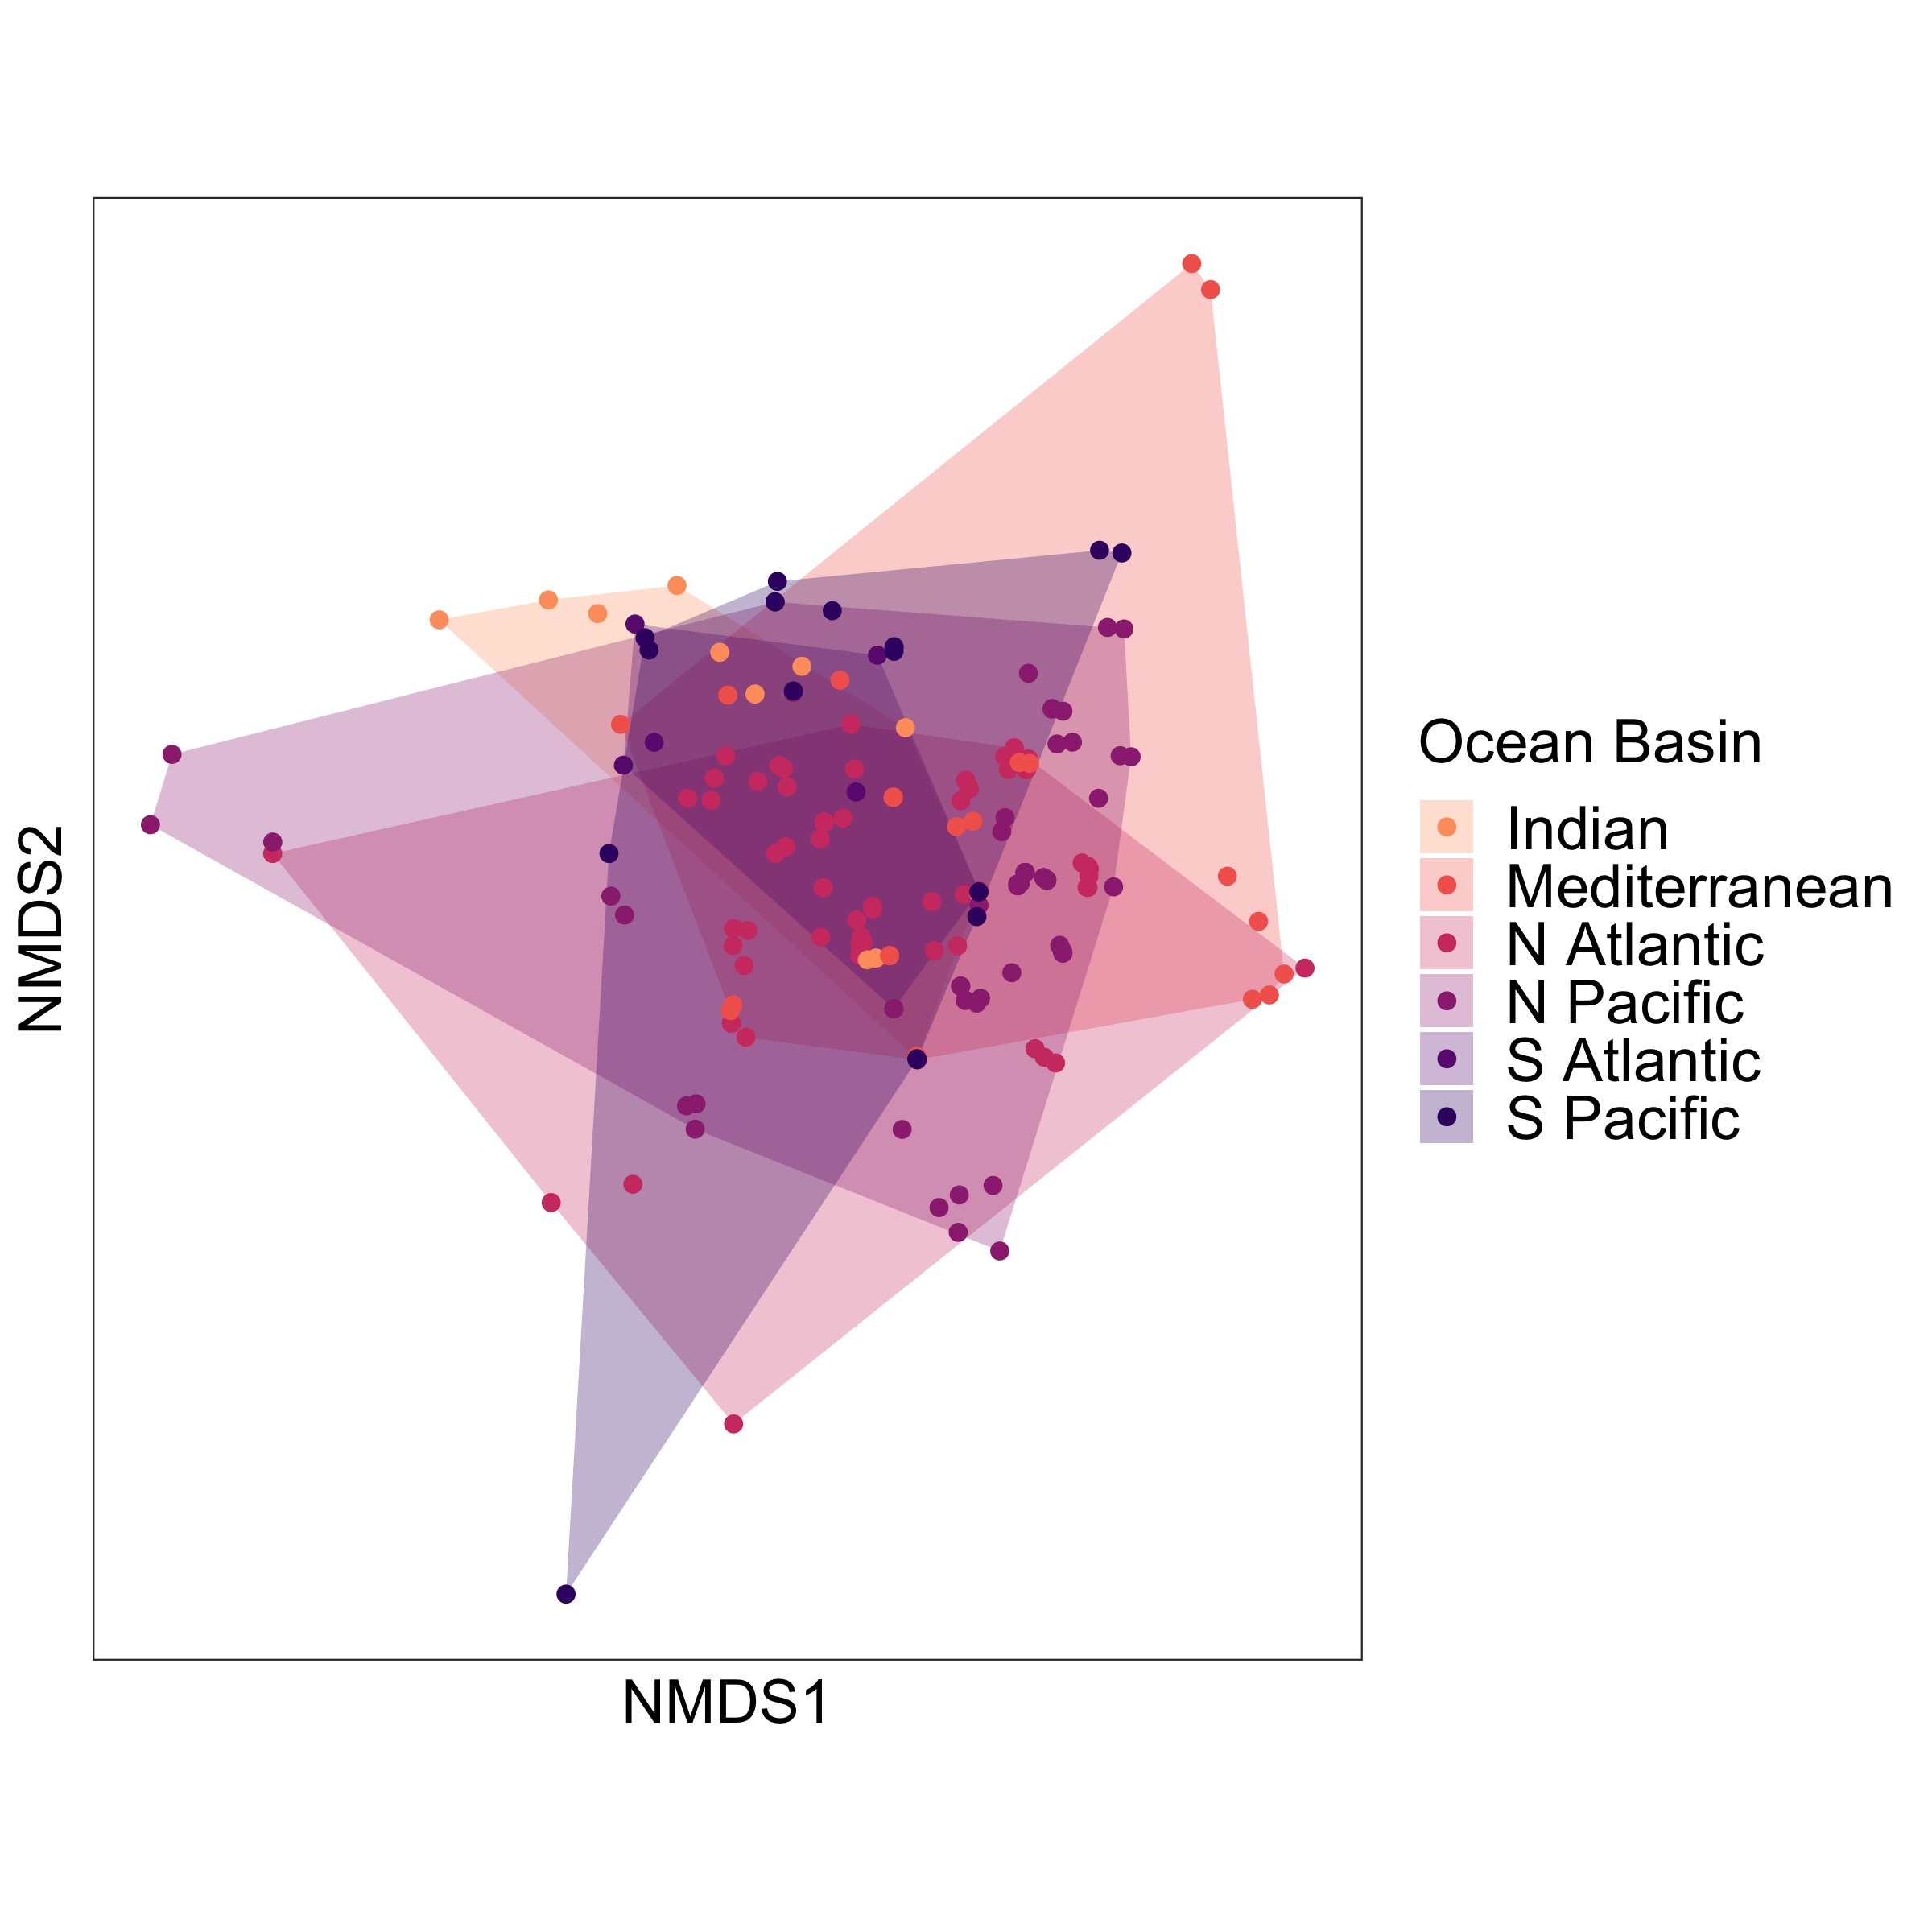 NMDS2
NMDS1
Ocean Basin
Indian
Mediterranean
N Atlantic
N Pacific
S Atlantic
S Pacific